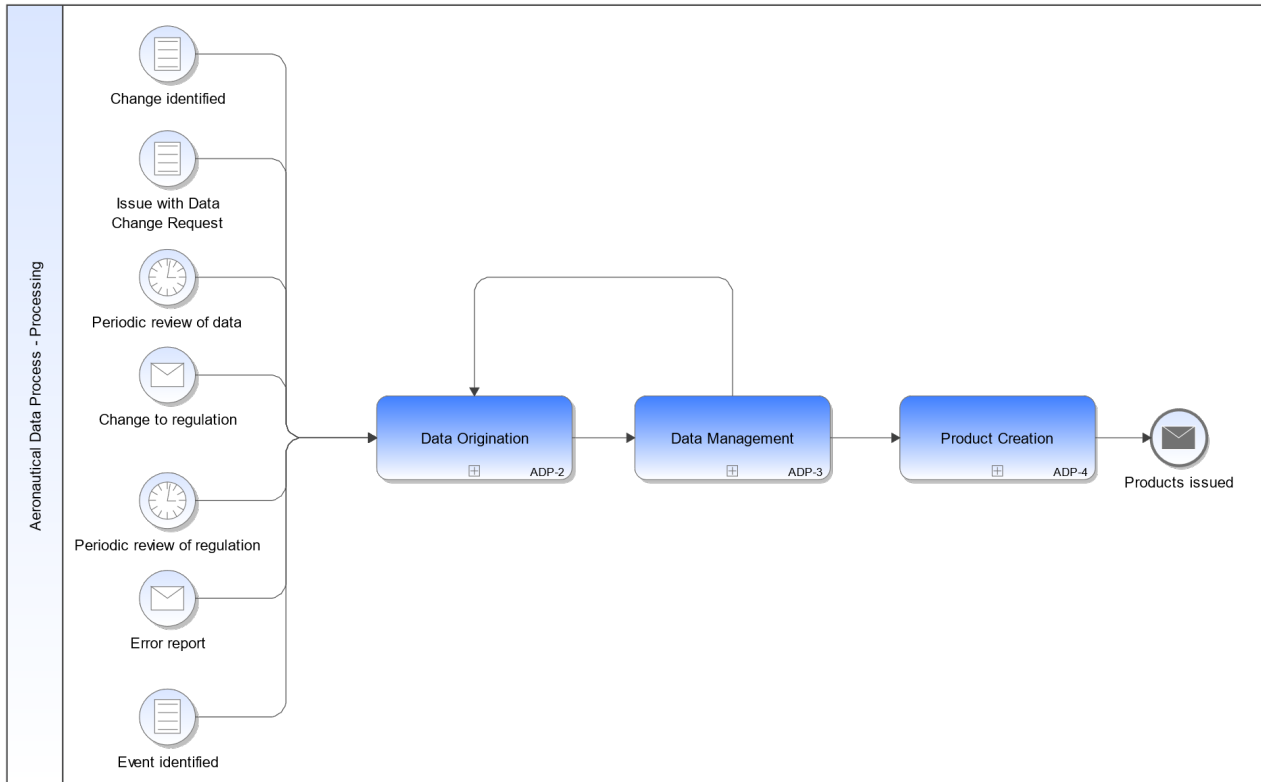 Aeronautical Data Process - Processing
Change identified
Issue with Data
Change Request
Periodic review of data
Change to regulation
Periodic review of regulation
Error report
Event identified
Data Origination
ADP-2
Data Management
ADP-3
Product Creation
ADP-4
Products issued